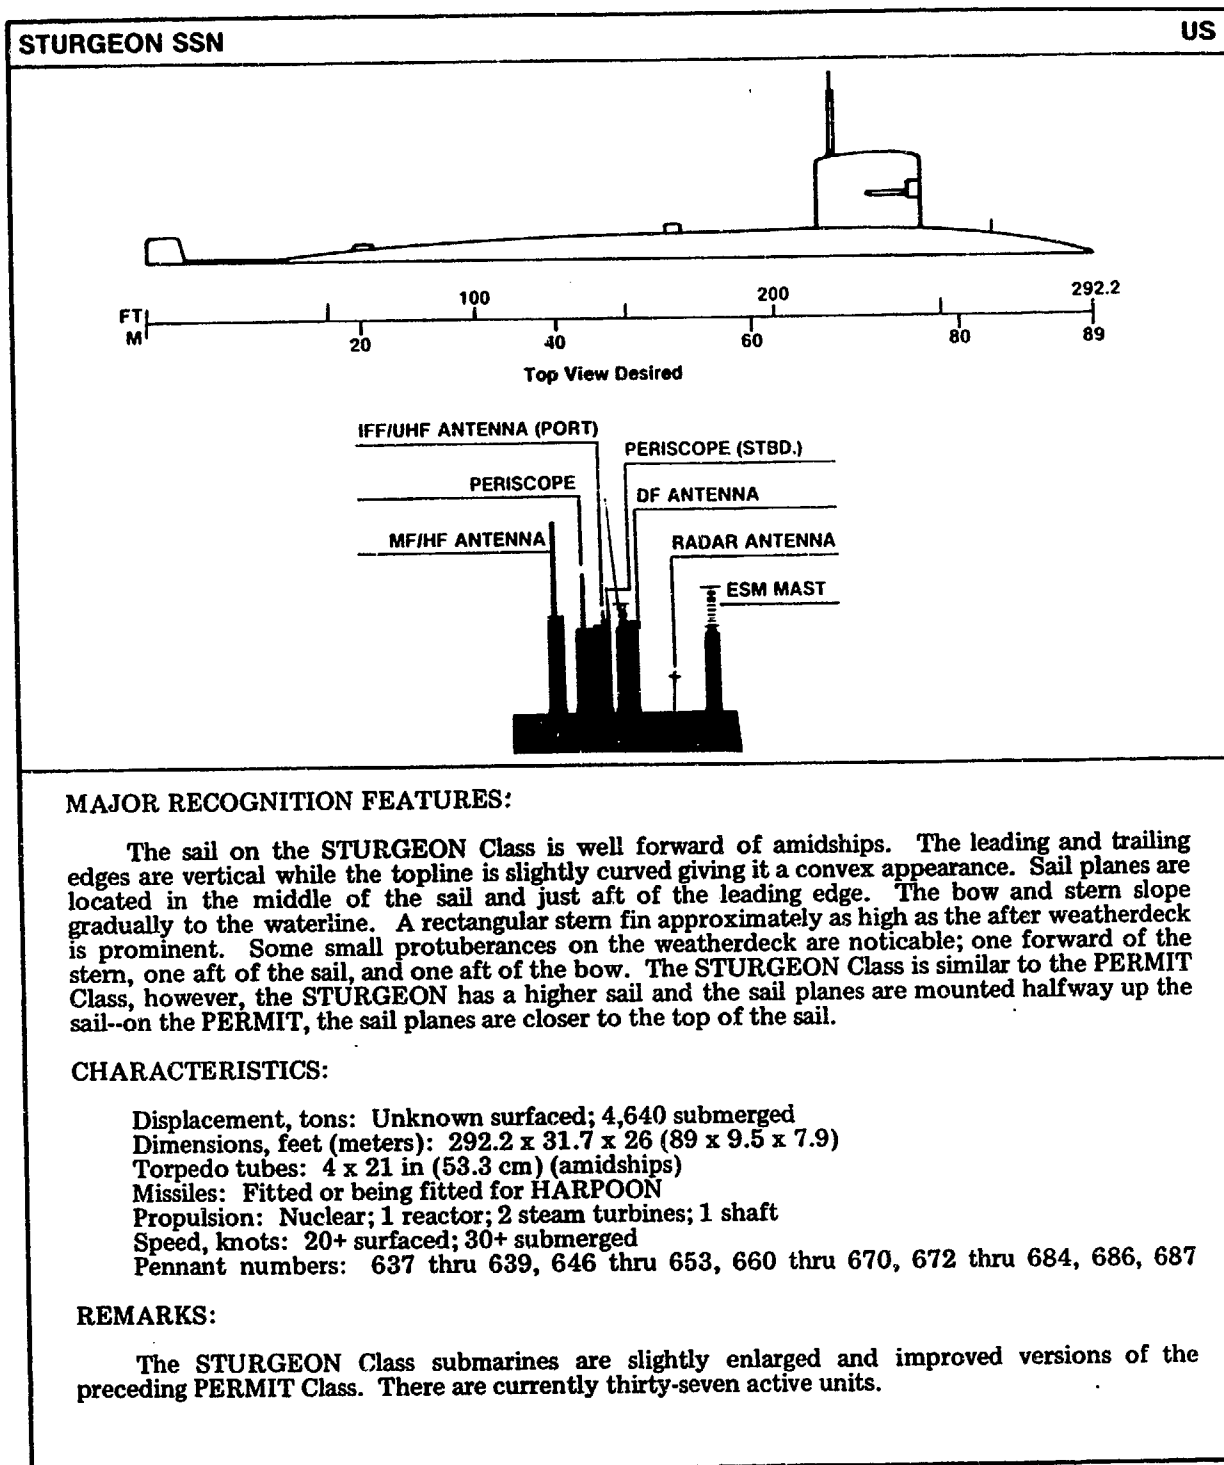 STURGEON SSN
US
100
200
292.2
FT
M
20
40
60
80
89
Top View Desired
IFF/UHF ANTENNA (PORT)
PERISCOPE (STBD.)
PERISCOPE
DF ANTENNA
MF/HF ANTENNA
RADAR ANTENNA
ESM MAST
MAJOR RECOGNITION FEATURES:
The sail on the STURGEON Class is well forward of amidships. The leading and trailing
edges are vertical while the topline is slightly curved giving it a convex appearance. Sail planes are
located in the middle of the sail and just aft of the leading edge. The bow and stern slope
gradually to the waterline. A rectangular stern fin approximately as high as the after weatherdeck
is prominent. Some small protuberances on the weatherdeck are noticable; one forward of the
stern, one aft of the sail, and one aft of the bow. The STURGEON Class is similar to the PERMIT
Class, however, the STURGEON has a higher sail and the sail planes are mounted halfway up the
sail--on the PERMIT, the sail planes are closer to the top of the sail.
CHARACTERISTICS:
Displacement, tons: Unknown surfaced; 4,640 submerged
Dimensions, feet (meters): 292.2 x 31.7 x 26 (89 x 9.5 x 7.9)
Torpedo tubes: 4 x 21 in (53.3 cm) (amidships)
Missiles: Fitted or being fitted for HARPOON
Propulsion: Nuclear; 1 reactor; 2 steam turbines; 1 shaft
Speed, knots: 20+ surfaced; 30+ submerged
Pennant numbers: 637 thru 639, 646 thru 653, 660 thru 670, 672 thru 684, 686, 687
REMARKS:
The STURGEON Class submarines are slightly enlarged and improved versions of the
preceding PERMIT Class. There are currently thirty-seven active units.